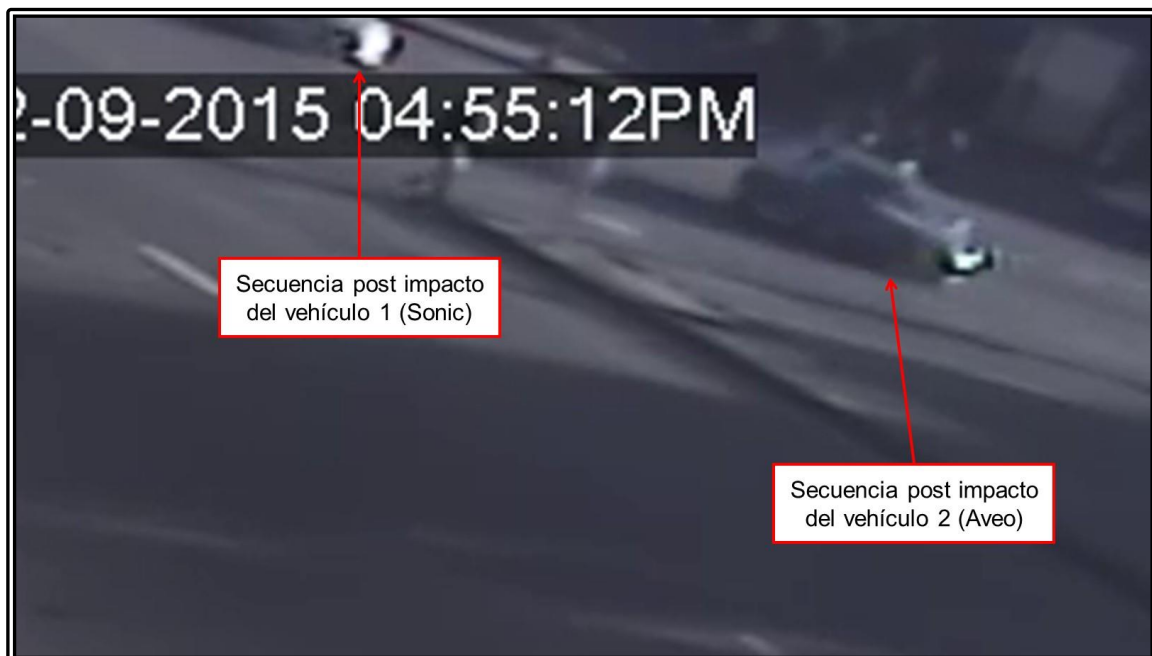 2-09-2015 04:55:12PM
Secuencia post impacto
del vehículo 1 (Sonic)
Secuencia post impacto
del vehículo 2 (Aveo)